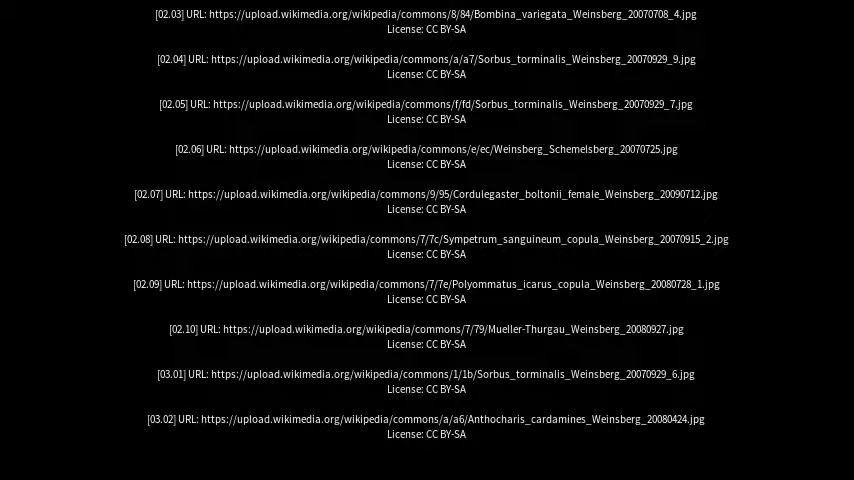 [02.03] URL: https://upload.wikimedia.org/wikipedia/commons/8/84/Bombina_variegata_Weinsberg_20070708_4.jpg
License: CC BY-SA
[02.04] URL: https://upload.wikimedia.org/wikipedia/commons/a/a7/Sorbus_torminalis_Weinsberg_20070929_9.jpg
License: CC BY-SA
[02.05] URL: https://upload.wikimedia.org/wikipedia/commons/f/fd/Sorbus_torminalis_Weinsberg_20070929_7.jpg
License: CC BY-SA
[02.06] URL: https://upload.wikimedia.org/wikipedia/commons/e/ec/Weinsberg_Schemelsberg_20070725.jpg
License: CC BY-SA
[02.07] URL: https://upload.wikimedia.org/wikipedia/commons/9/95/Cordulegaster_boltonii_female_Weinsberg_20090712.jpg
License: CC BY-SA
[02.08] URL: https://upload.wikimedia.org/wikipedia/commons/7/7c/Sympetrum_sanguineum_copula_Weinsberg_20070915_2.jpg
License: CC BY-SA
[02.09] URL: https://upload.wikimedia.org/wikipedia/commons/7/7e/Polyommatus_icarus_copula_Weinsberg_20080728_1.jpg
License: CC BY-SA
[02.10] URL: https://upload.wikimedia.org/wikipedia/commons/7/79/Mueller-Thurgau_Weinsberg_20080927.jpg
License: CC BY-SA
[03.01] URL: https://upload.wikimedia.org/wikipedia/commons/1/1b/Sorbus_torminalis_Weinsberg_20070929_6.jpg
License: CC BY-SA
[03.02] URL: https://upload.wikimedia.org/wikipedia/commons/a/a6/Anthocharis_cardamines_Weinsberg_20080424.jpg
License: CC BY-SA